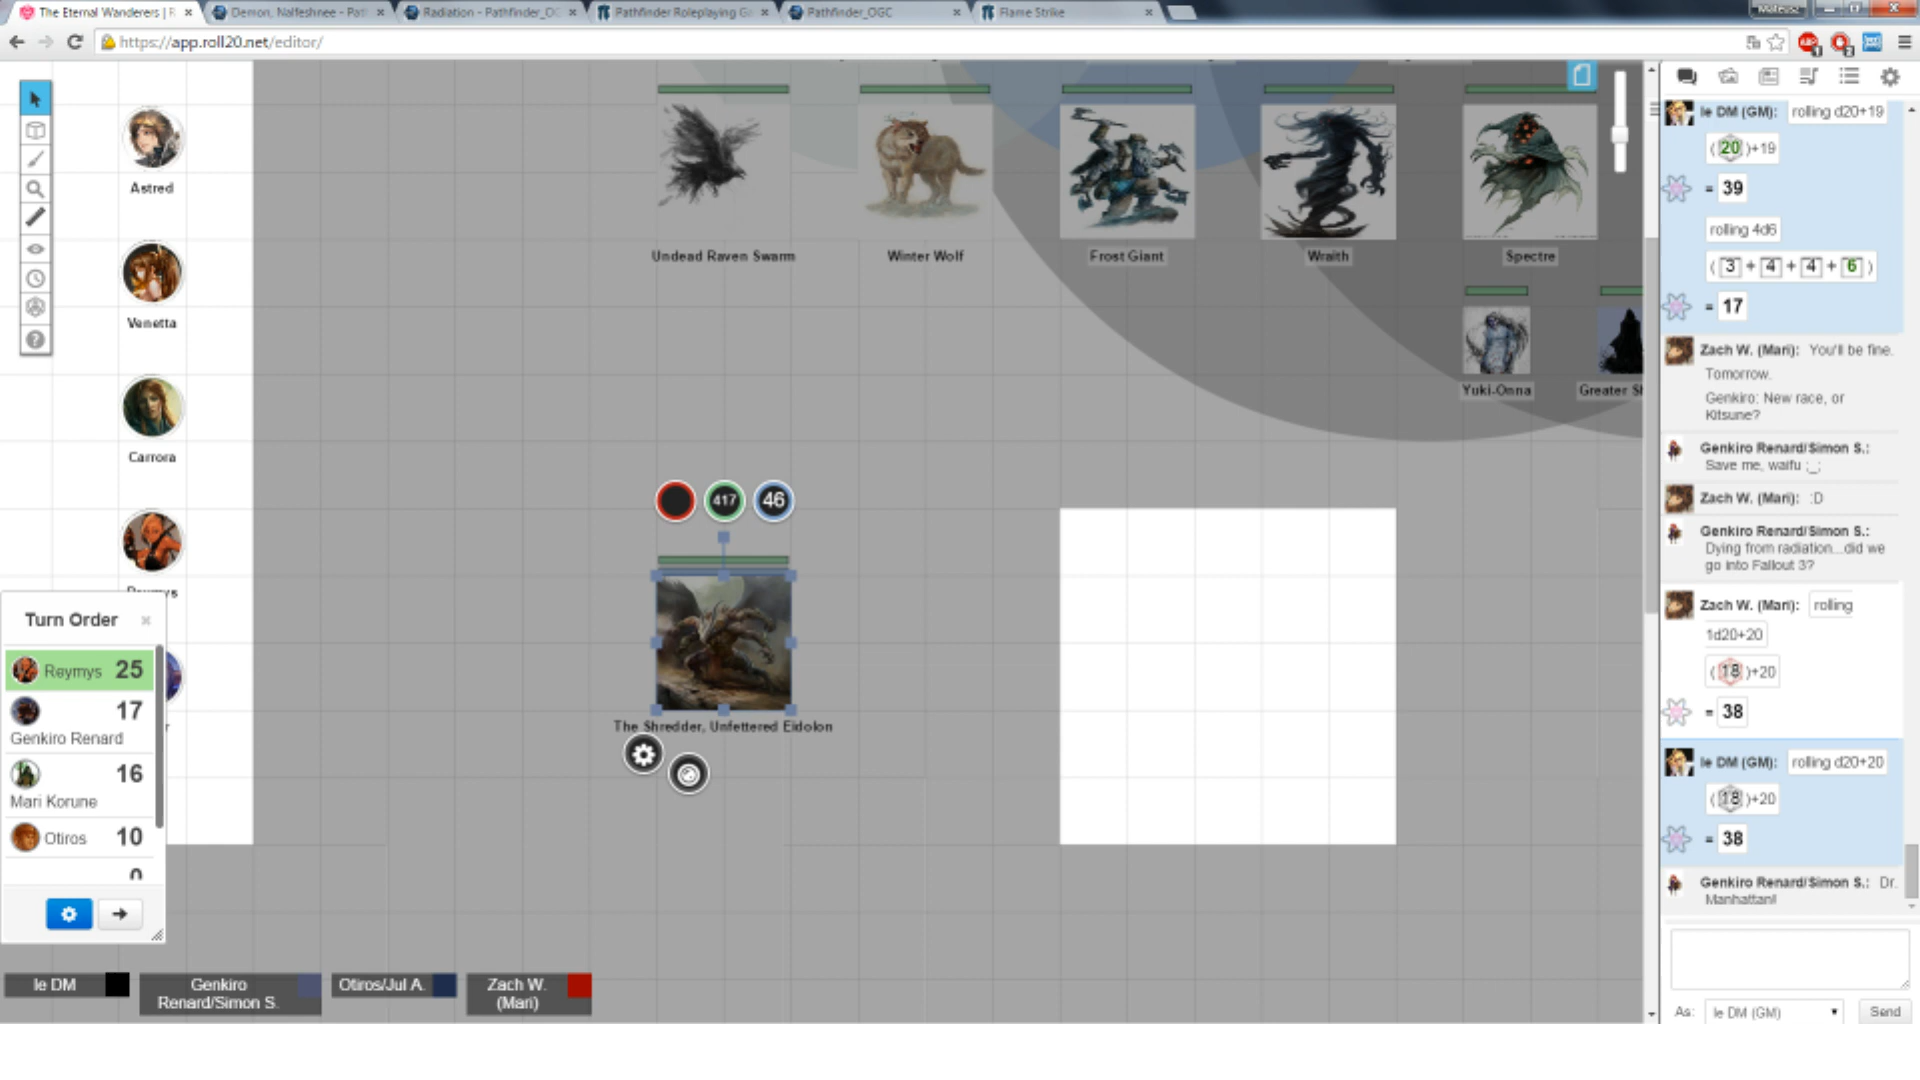 The Eternal Wanderers | R
Demon, Nalfeshnee - Pat
Radiation - Pathfinder_OG
Pathfinder Roleplaying Ga
Pathfinder_OGC
Flame Strike
Mateusz
https://app.roll20.net/editor/
Astred
Venetta
Carrora
Undead Raven Swarm
Winter Wolf
Frost Giant
Wraith
Spectre
Yuki-Onna
Greater Sh
417
46
The Shredder, Unfettered Eidolon
Turn Order
Reymys 25
17
Genkiro Renard
16
Mari Korune
Otiros 10
0
le DM
Genkiro
Renard/Simon S.
Otiros/Jul A.
Zach W.
(Mari)
le DM (GM): rolling d20+19
(20)+19
= 39
rolling 4d6
(3+4+4+6)
= 17
Zach W. (Mari): You'll be fine.
Tomorrow.
Genkiro: New race, or
Kitsune?
Genkiro Renard/Simon S.:
Save me, waifu ;_;
Zach W. (Mari): :D
Genkiro Renard/Simon S.:
Dying from radiation...did we
go into Fallout 3?
Zach W. (Mari): rolling
1d20+20
(18)+20
= 38
le DM (GM): rolling d20+20
(18)+20
= 38
Genkiro Renard/Simon S.: Dr.
Manhattan!
As: le DM (GM)
Send